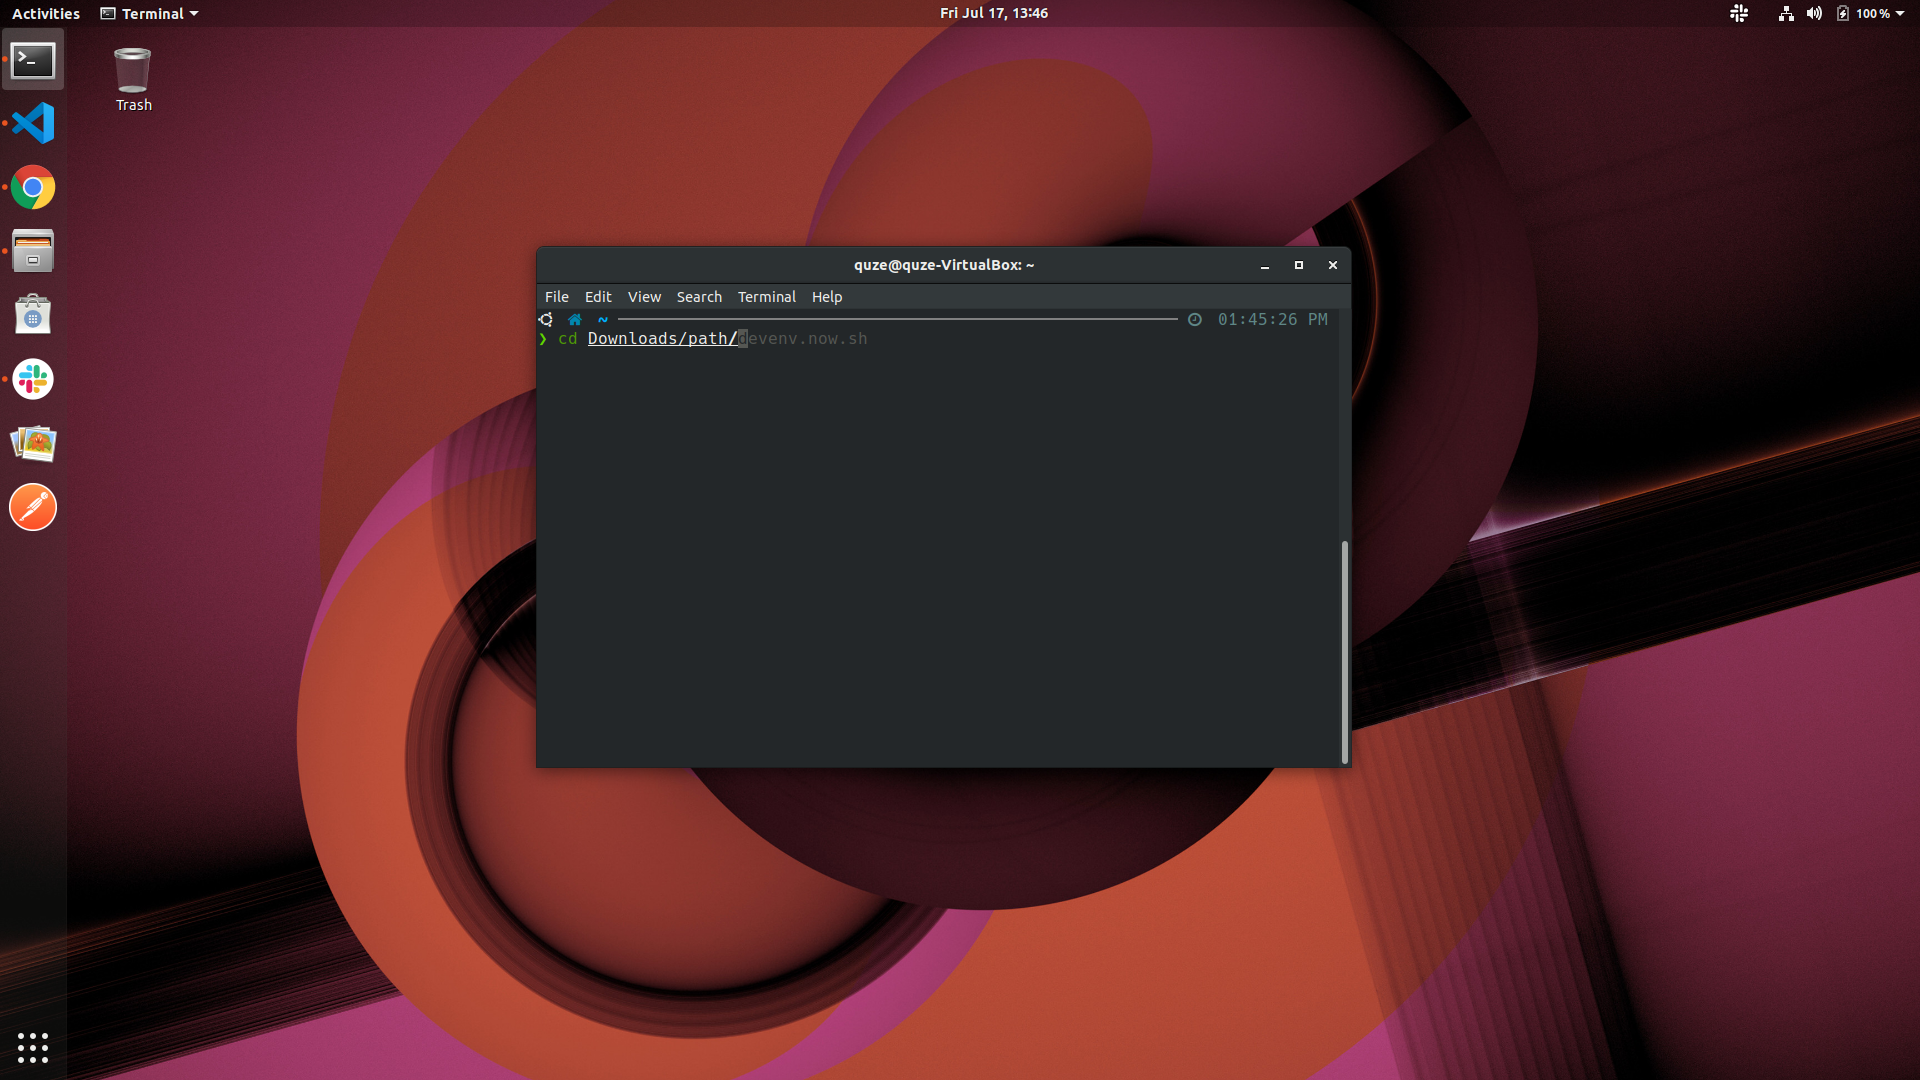 Activities Terminal Fri Jul 17, 13:46 100 %
Trash
quze@quze-VirtualBox: ~
File Edit View Search Terminal Help
~ 01:45:26 PM
❯ cd Downloads/path/devenv.now.sh